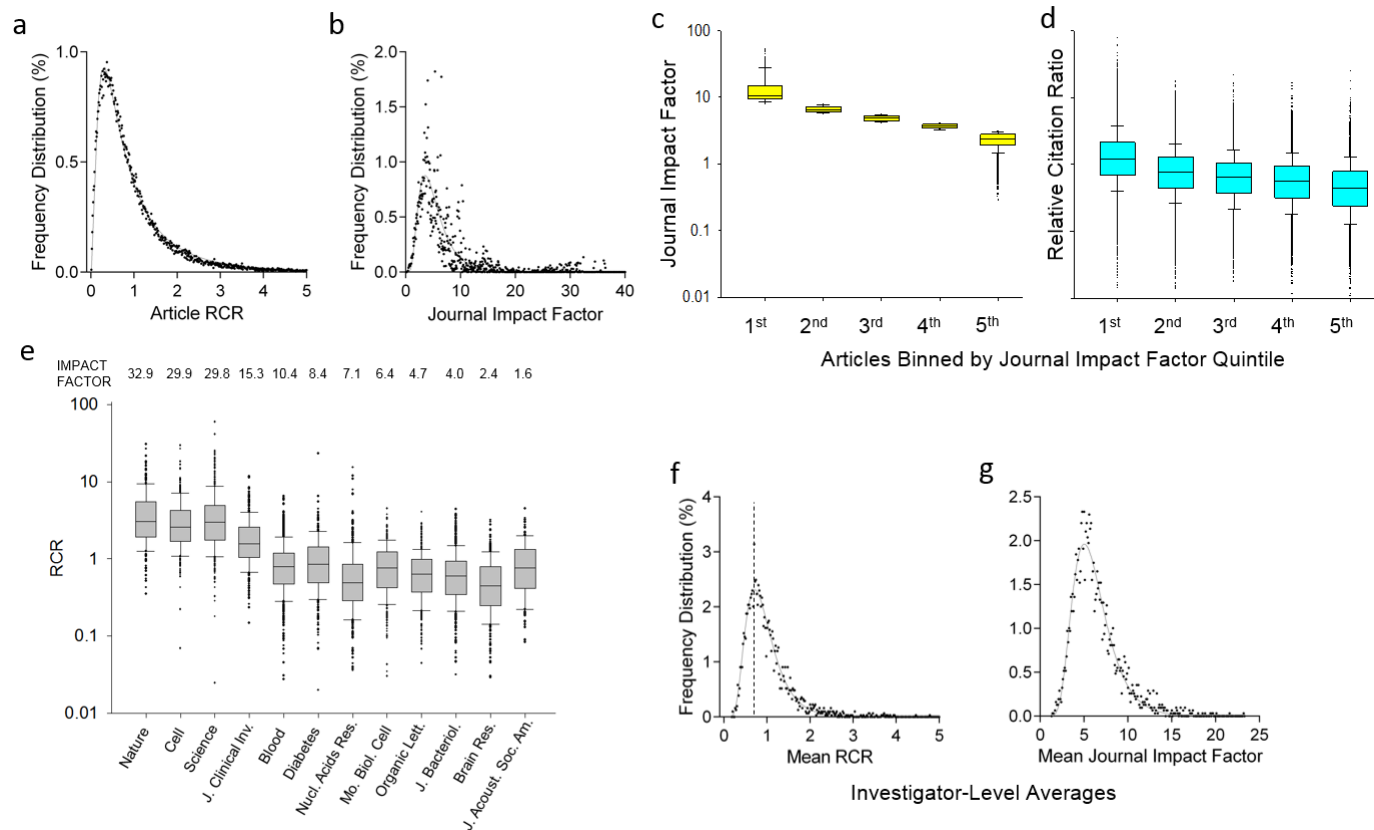 a
Frequency Distribution (%)
1.0
0.5
0.0
0 1 2 3 4 5
Article RCR
b
Frequency Distribution (%)
2.0
1.5
1.0
0.5
0.0
0 10 20 30 40
Journal Impact Factor
c
Journal Impact Factor
100
10
1
0.1
0.01
1st 2nd 3rd 4th 5th
d
Relative Citation Ratio
1st 2nd 3rd 4th 5th
Articles Binned by Journal Impact Factor Quintile
e
IMPACT
FACTOR
32.9 29.9 29.8 15.3 10.4 8.4 7.1 6.4 4.7 4.0 2.4 1.6
RCR
100
10
1
0.1
0.01
Nature
Cell
Science
J. Clinical Inv.
Blood
Diabetes
Nucl. Acids Res.
Mo. Biol. Cell
Organic Lett.
J. Bacteriol.
Brain Res.
J. Acoust. Soc. Am.
f
Frequency Distribution (%)
4
3
2
1
0
0 1 2 3 4 5
Mean RCR
g
2.5
2.0
1.5
1.0
0.5
0.0
0 5 10 15 20 25
Mean Journal Impact Factor
Investigator-Level Averages